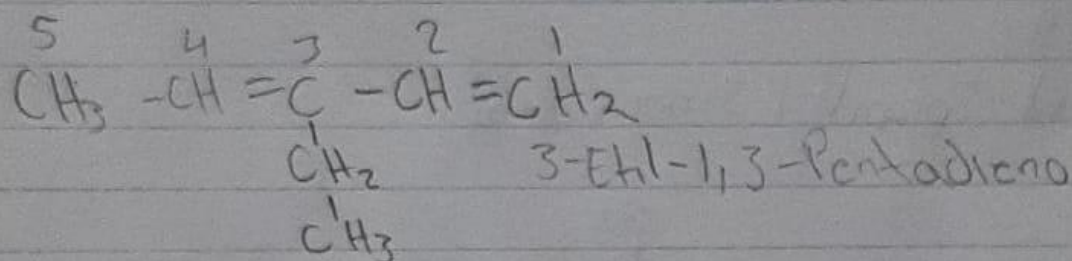 5 4 3 2 1
CH3 -CH =C -CH =CH2
CH2 3-Etil-1,3-Pentadieno
CH3